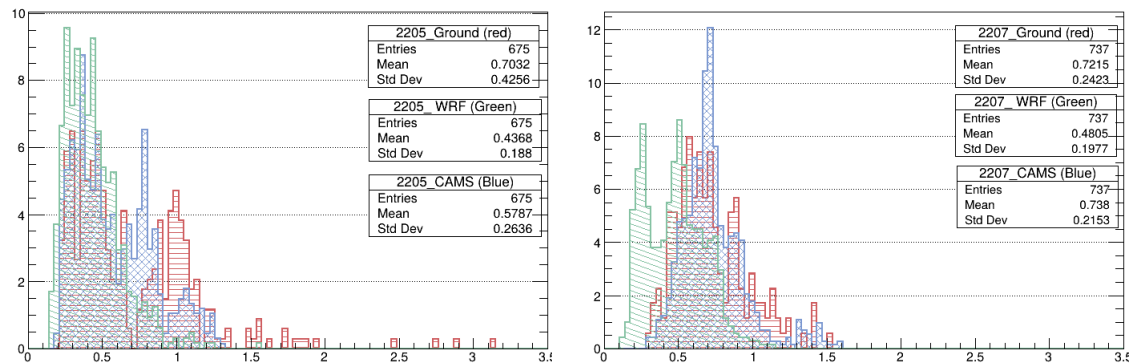 10
8
6
4
2
0
0 0.5 1 1.5 2 2.5 3 3.5
2205_Ground (red)
Entries 675
Mean 0.7032
Std Dev 0.4256
2205_ WRF (Green)
Entries 675
Mean 0.4368
Std Dev 0.188
2205_CAMS (Blue)
Entries 675
Mean 0.5787
Std Dev 0.2636
12
10
8
6
4
2
0
0 0.5 1 1.5 2 2.5 3 3.5
2207_Ground (red)
Entries 737
Mean 0.7215
Std Dev 0.2423
2207_ WRF (Green)
Entries 737
Mean 0.4805
Std Dev 0.1977
2207_CAMS (Blue)
Entries 737
Mean 0.738
Std Dev 0.2153